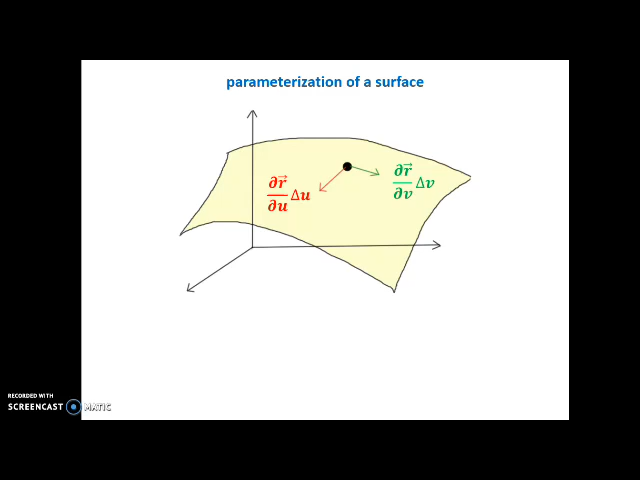 parameterization of a surface
∂r⃗/∂u Δu
∂r⃗/∂v Δv
RECORDED WITH
SCREENCAST MATIC